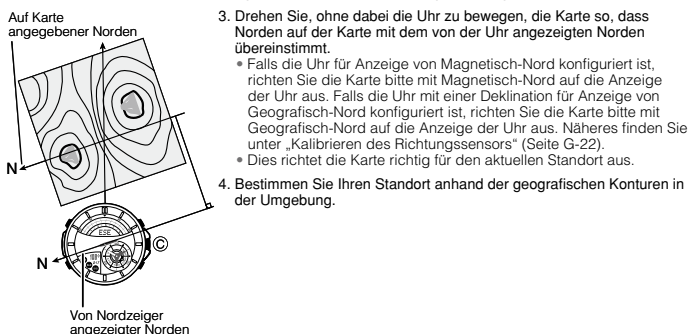 Auf Karte
angegebener Norden
N
ESE
N
C
Von Nordzeiger
angezeigter Norden
3. Drehen Sie, ohne dabei die Uhr zu bewegen, die Karte so, dass
Norden auf der Karte mit dem von der Uhr angezeigten Norden
übereinstimmt.
• Falls die Uhr für Anzeige von Magnetisch-Nord konfiguriert ist,
richten Sie die Karte bitte mit Magnetisch-Nord auf die Anzeige
der Uhr aus. Falls die Uhr mit einer Deklination für Anzeige von
Geografisch-Nord konfiguriert ist, richten Sie die Karte bitte mit
Geografisch-Nord auf die Anzeige der Uhr aus. Näheres finden Sie
unter „Kalibrieren des Richtungssensors“ (Seite G-22).
• Dies richtet die Karte richtig für den aktuellen Standort aus.
4. Bestimmen Sie Ihren Standort anhand der geografischen Konturen in
der Umgebung.